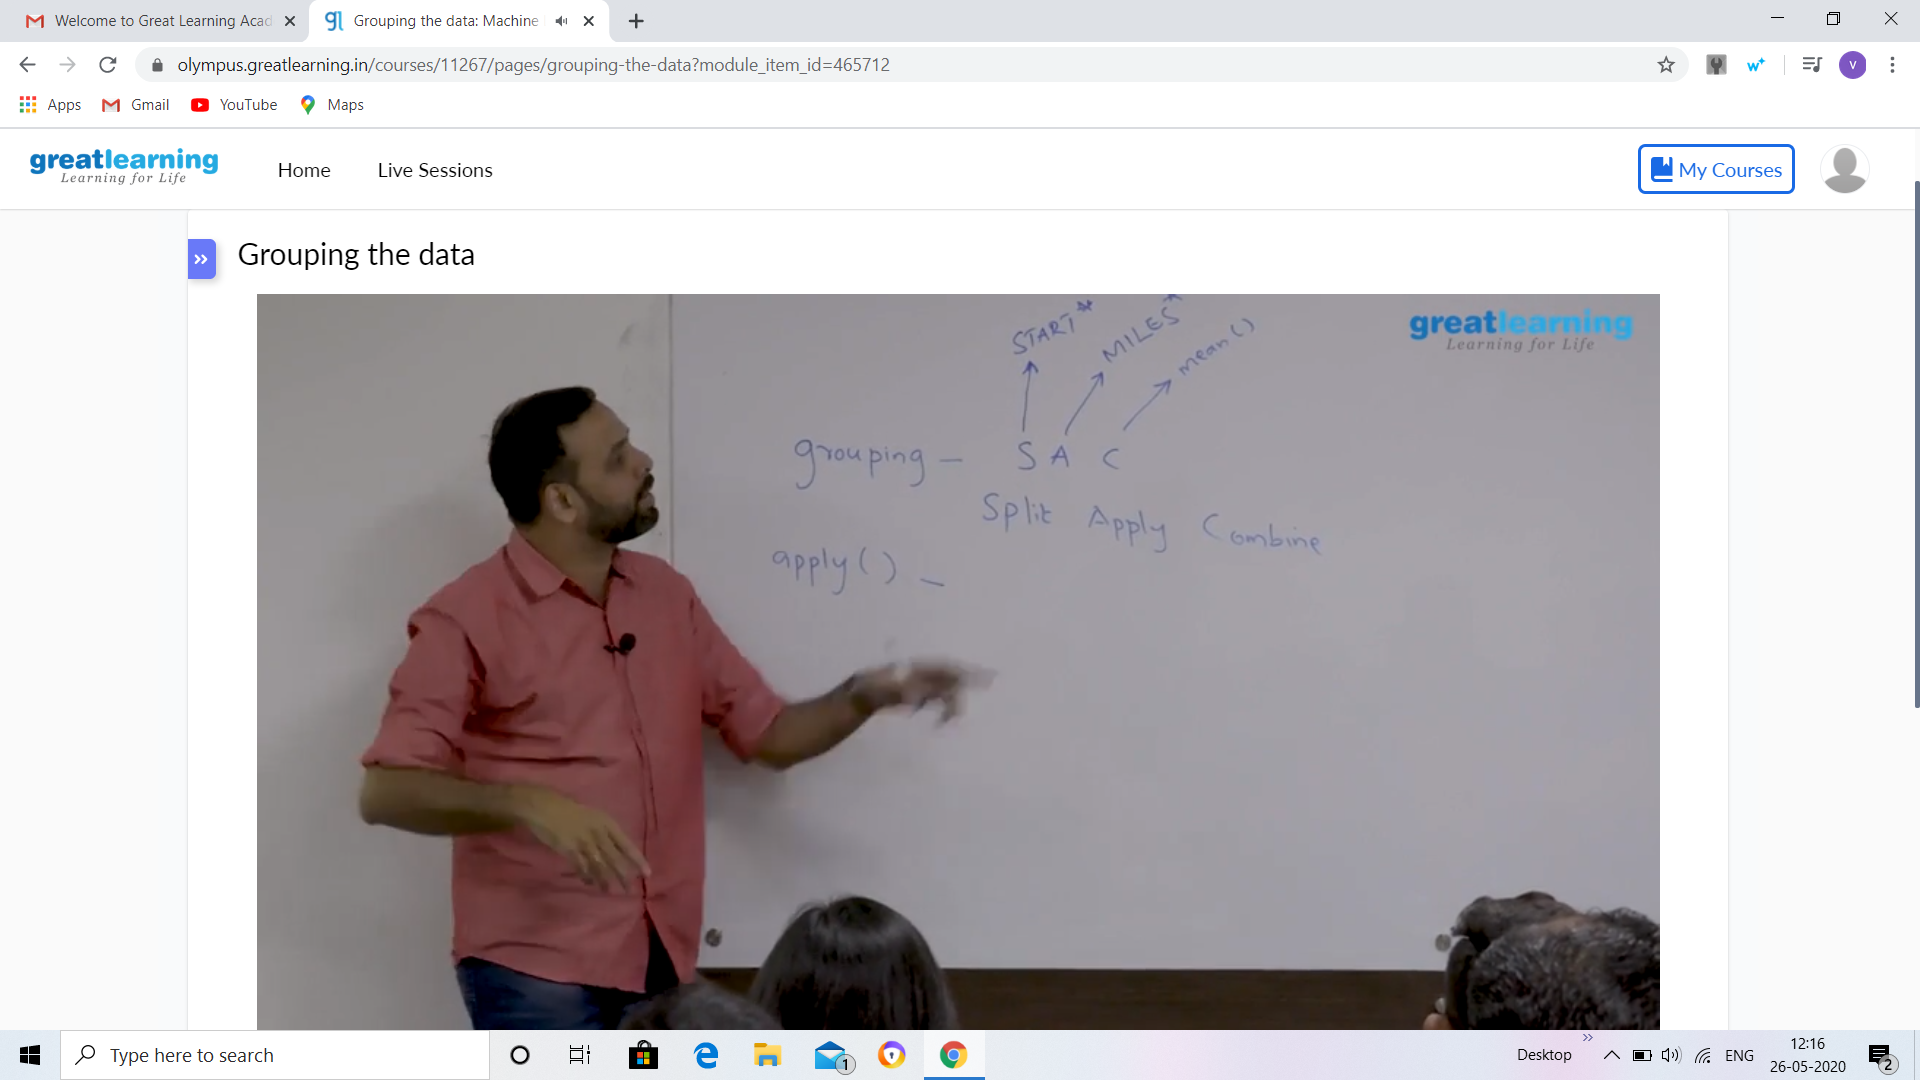 Welcome to Great Learning Acad
Grouping the data: Machine
olympus.greatlearning.in/courses/11267/pages/grouping-the-data?module_item_id=465712
w+
V
Apps
Gmail
YouTube
Maps
greatlearning
Learning for Life
Home
Live Sessions
My Courses
Grouping the data
greatlearning
Learning for Life
START*
MILES*
mean()
grouping - S A C
Split Apply Combine
apply() -
Type here to search
1
Desktop
ENG
12:16
26-05-2020
2